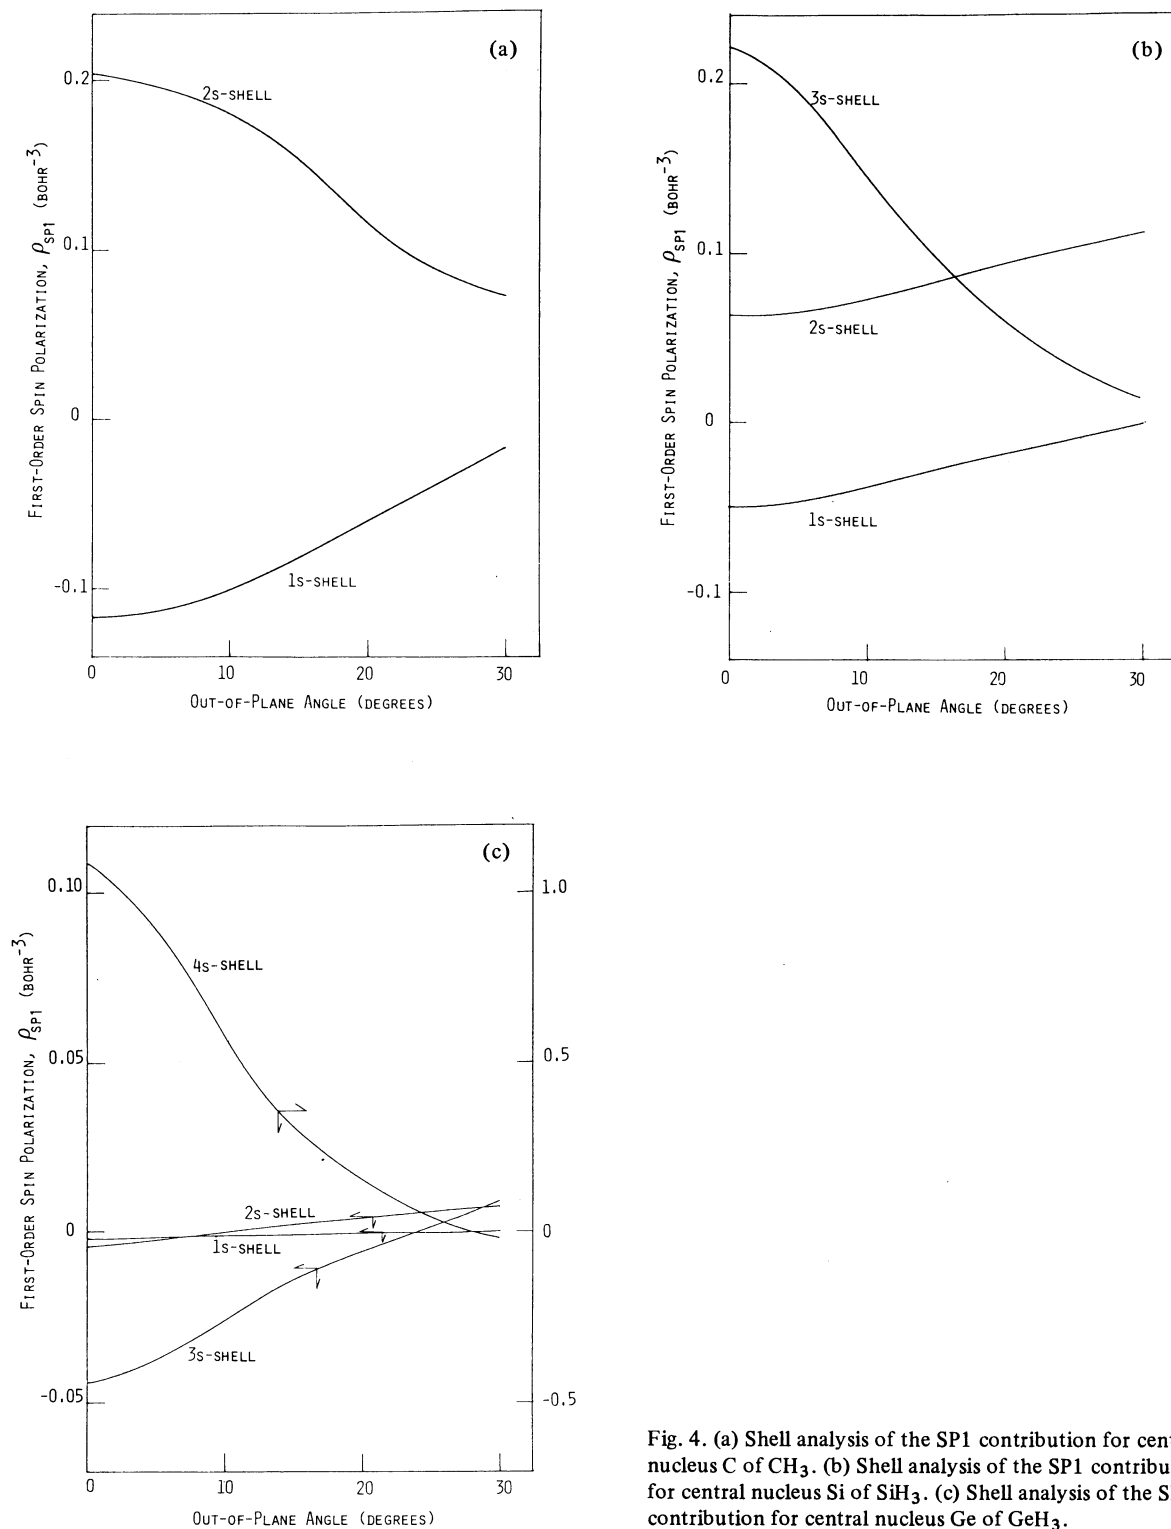 (a)
0.2
0.1
0
-0.1
2s-SHELL
1s-SHELL
FIRST-ORDER SPIN POLARIZATION, ρSP1 (BOHR⁻³)
0 10 20 30
OUT-OF-PLANE ANGLE (DEGREES)
(b)
0.2
0.1
0
-0.1
3s-SHELL
2s-SHELL
1s-SHELL
FIRST-ORDER SPIN POLARIZATION, ρSP1 (BOHR⁻³)
0 10 20 30
OUT-OF-PLANE ANGLE (DEGREES)
(c)
0.10
0.05
0
-0.05
1.0
0.5
0
-0.5
4s-SHELL
2s-SHELL
1s-SHELL
3s-SHELL
FIRST-ORDER SPIN POLARIZATION, ρSP1 (BOHR⁻³)
0 10 20 30
OUT-OF-PLANE ANGLE (DEGREES)
Fig. 4. (a) Shell analysis of the SP1 contribution for
nucleus C of CH₃. (b) Shell analysis of the SP1
for central nucleus Si of SiH₃. (c) Shell analysis of the
contribution for central nucleus Ge of GeH₃.